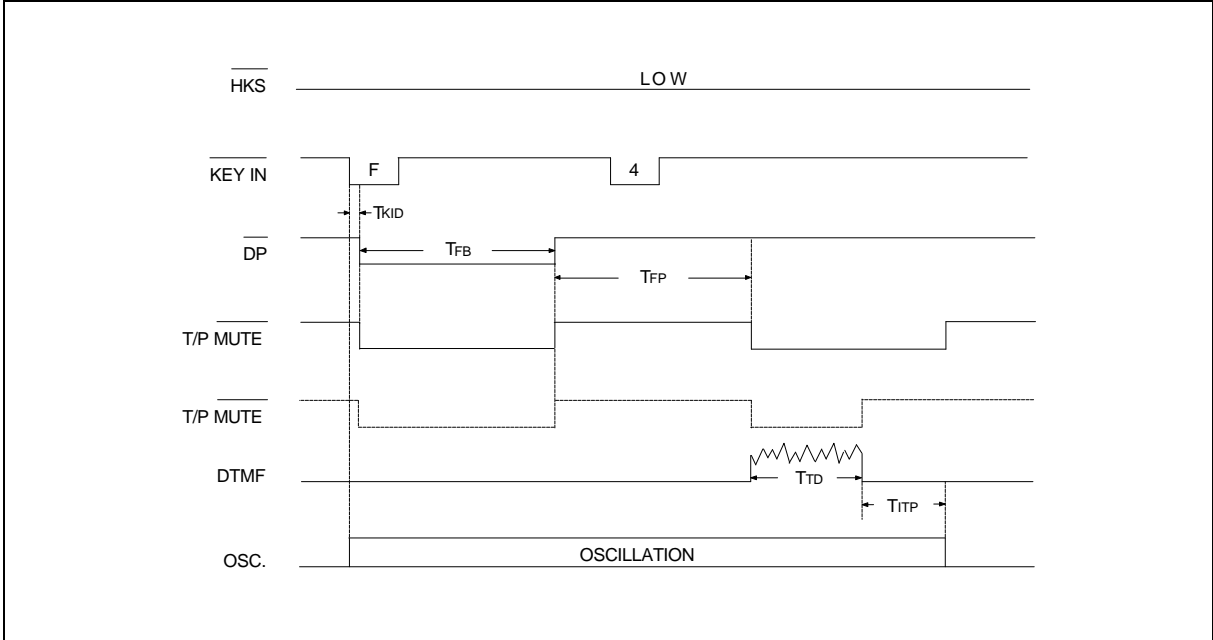 HKS
LOW
KEY IN
F
4
TKID
DP
TFB
TFP
T/P MUTE
T/P MUTE
DTMF
TTD
TITP
OSC.
OSCILLATION